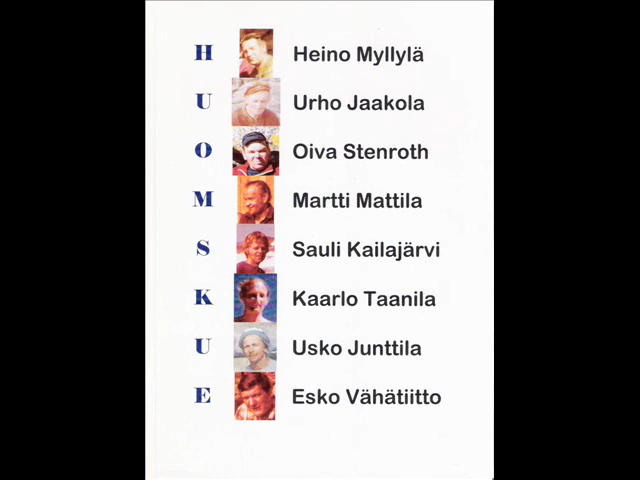 H Heino Myllylä
U Urho Jaakola
O Oiva Stenroth
M Martti Mattila
S Sauli Kailajärvi
K Kaarlo Taanila
U Usko Junttila
E Esko Vähätiitto